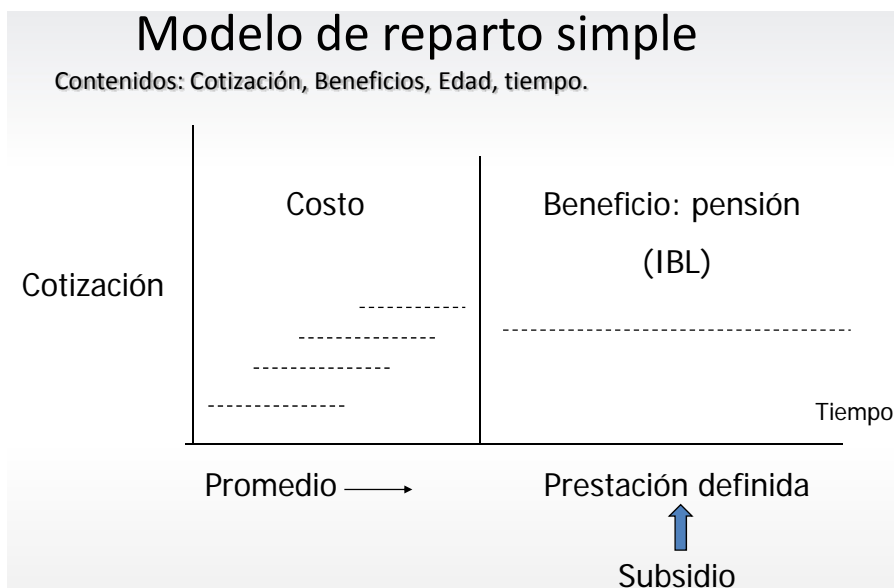 Modelo de reparto simple
Contenidos: Cotización, Beneficios, Edad, tiempo.
Costo
Beneficio: pensión
(IBL)
Cotización
Tiempo
Promedio
Prestación definida
Subsidio